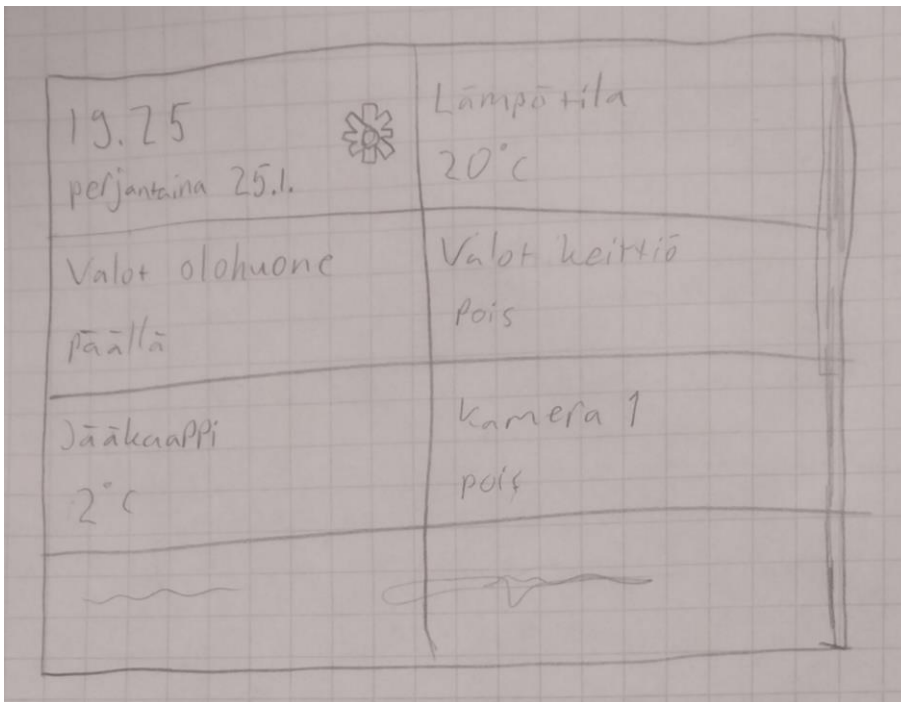 19.25
perjantaina 25.1.
Lämpötila
20°C
Valot olohuone
päällä
Valot keittiö
Pois
Jääkaappi
2°C
Kamera 1
pois